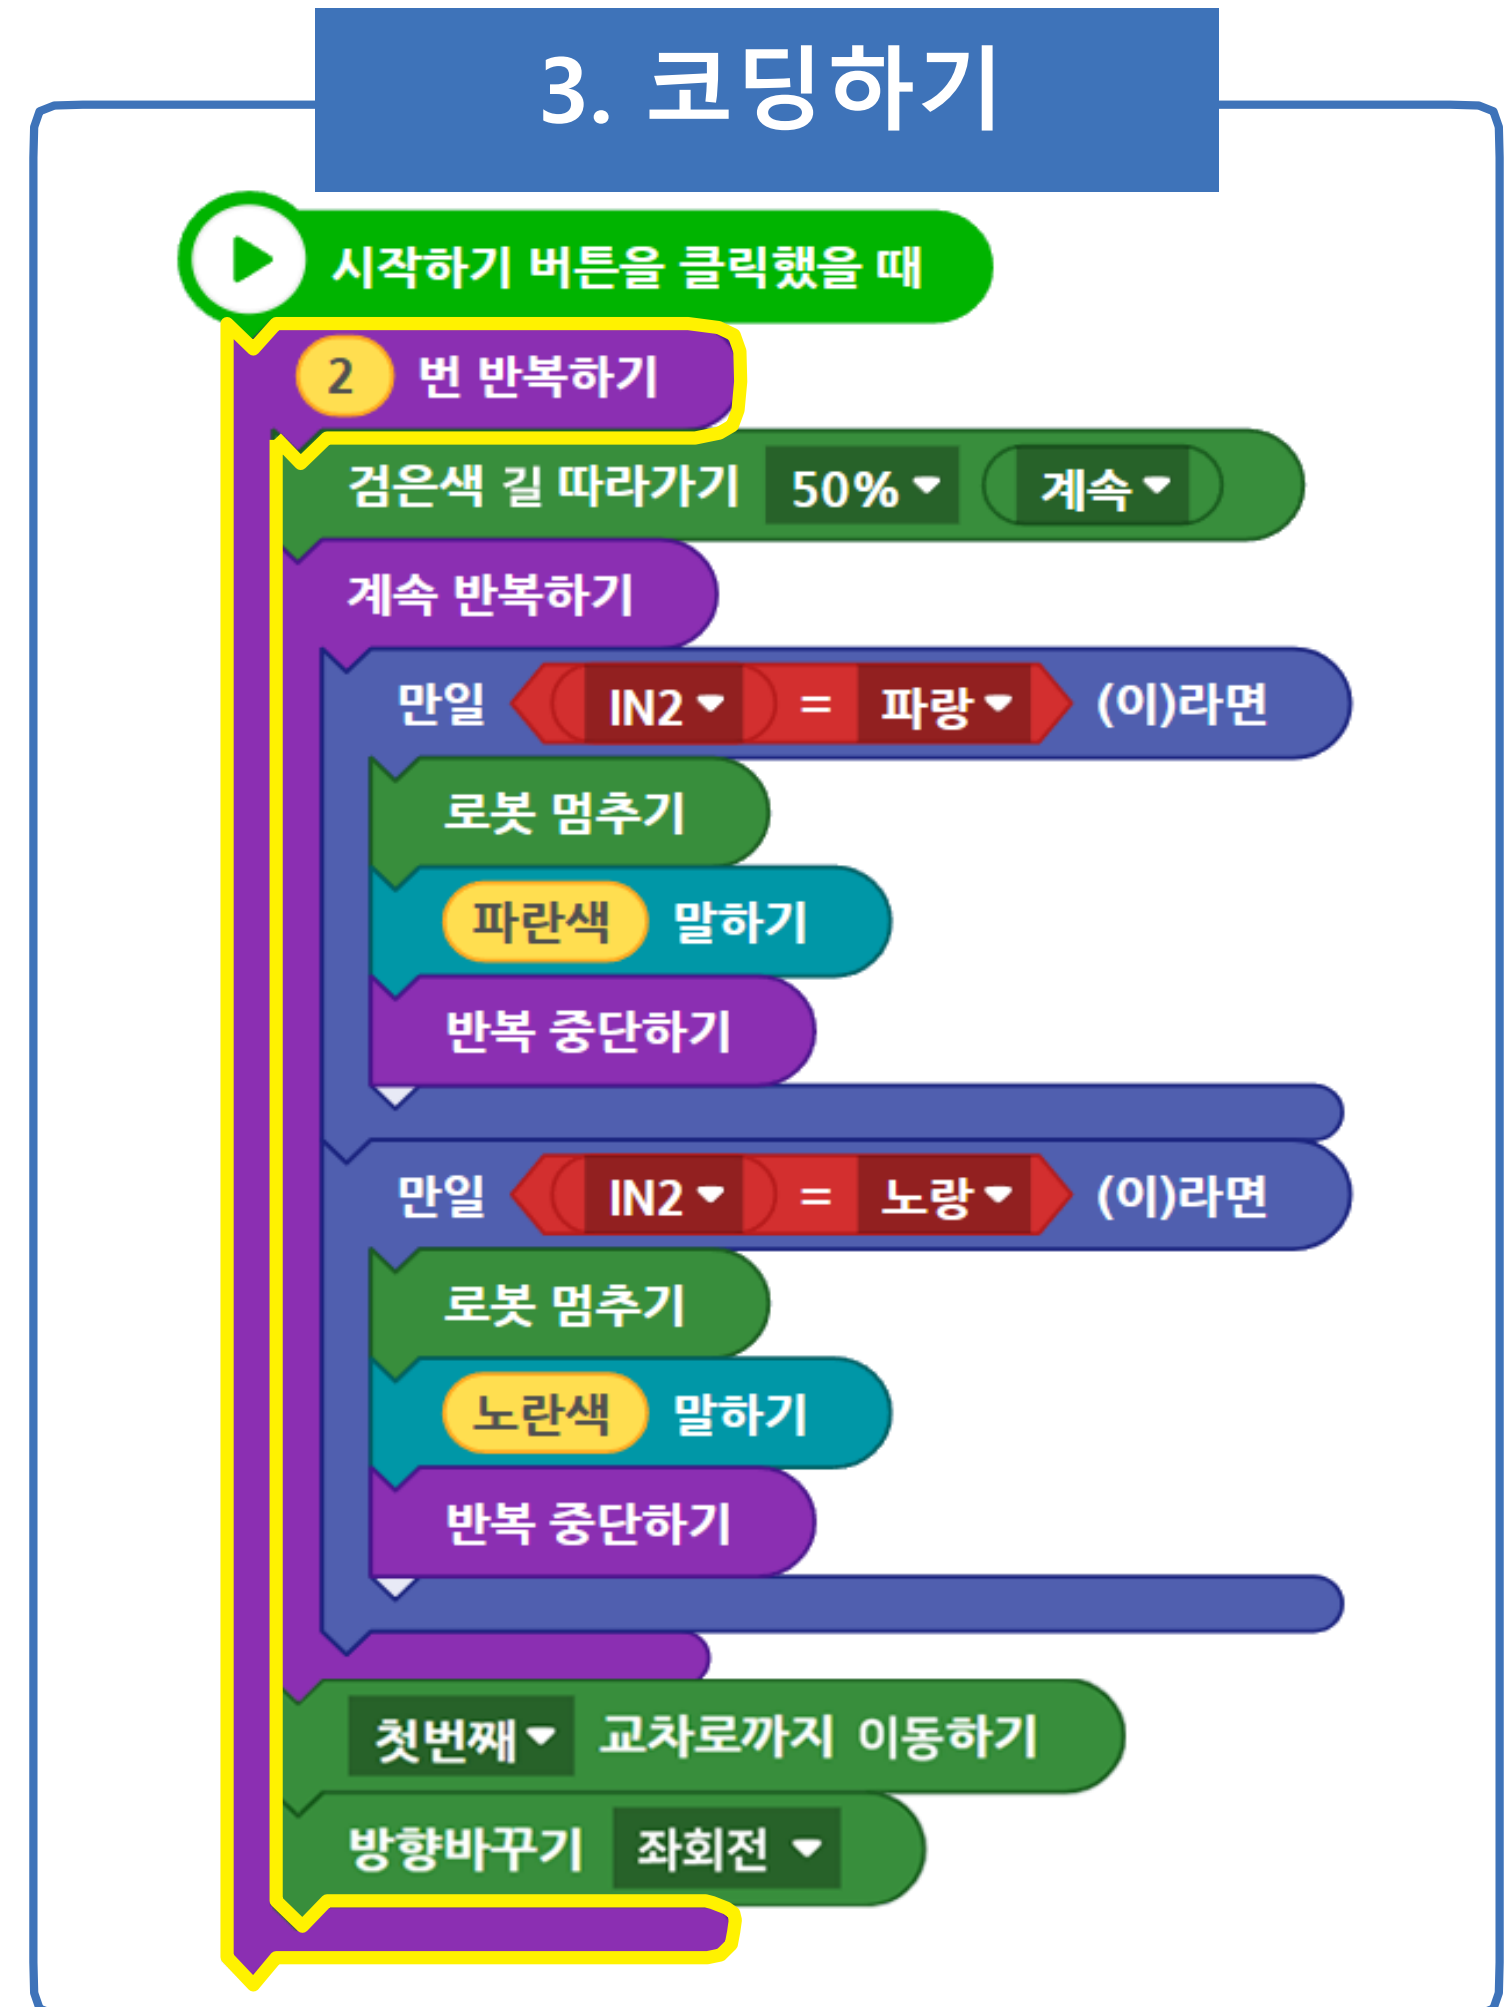 3. 코딩하기
시작하기 버튼을 클릭했을 때
2 번 반복하기
검은색 길 따라가기 50% 계속
계속 반복하기
만일 IN2 = 파랑 (이)라면
로봇 멈추기
파란색 말하기
반복 중단하기
만일 IN2 = 노랑 (이)라면
로봇 멈추기
노란색 말하기
반복 중단하기
첫번째 교차로까지 이동하기
방향바꾸기 좌회전